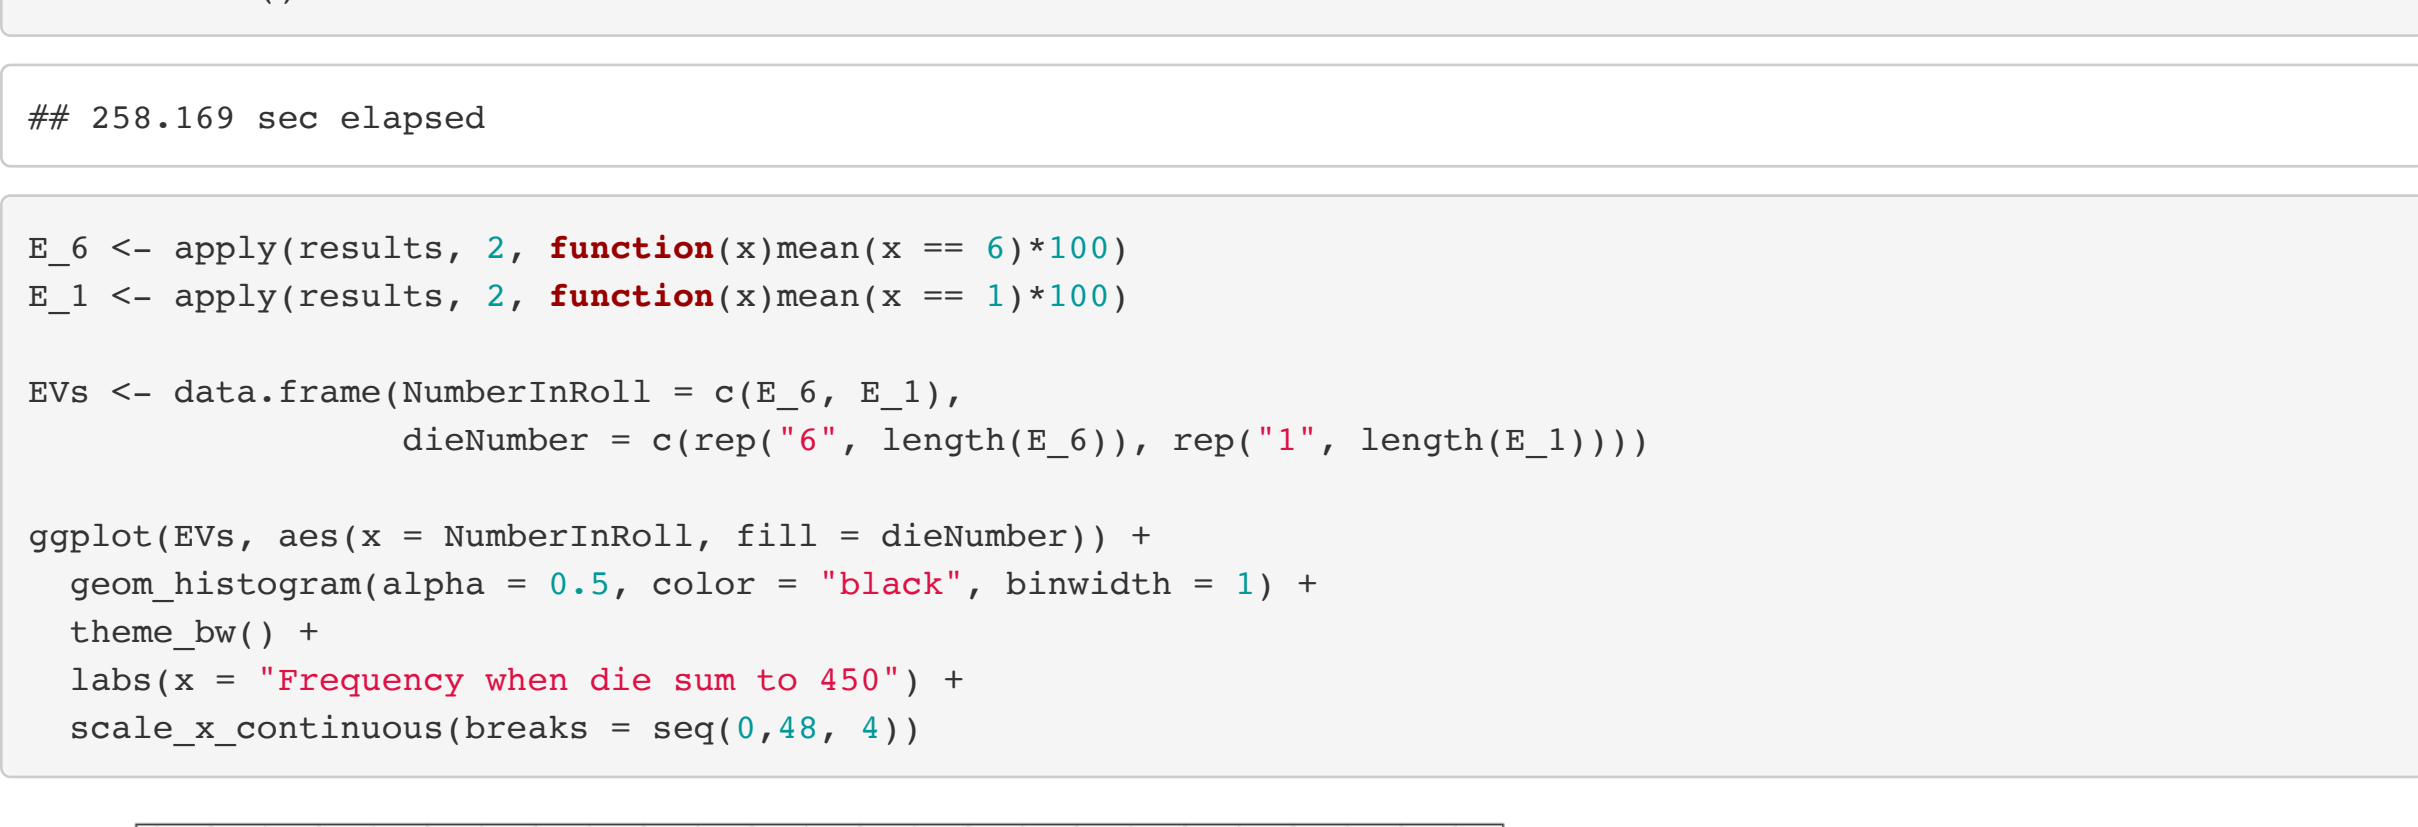 ## 258.169 sec elapsed
E_6 <- apply(results, 2, function(x)mean(x == 6)*100)
E_1 <- apply(results, 2, function(x)mean(x == 1)*100)
EVs <- data.frame(NumberInRoll = c(E_6, E_1),
dieNumber = c(rep("6", length(E_6)), rep("1", length(E_1))))
ggplot(EVs, aes(x = NumberInRoll, fill = dieNumber)) +
geom_histogram(alpha = 0.5, color = "black", binwidth = 1) +
theme_bw() +
labs(x = "Frequency when die sum to 450") +
scale_x_continuous(breaks = seq(0,48, 4))